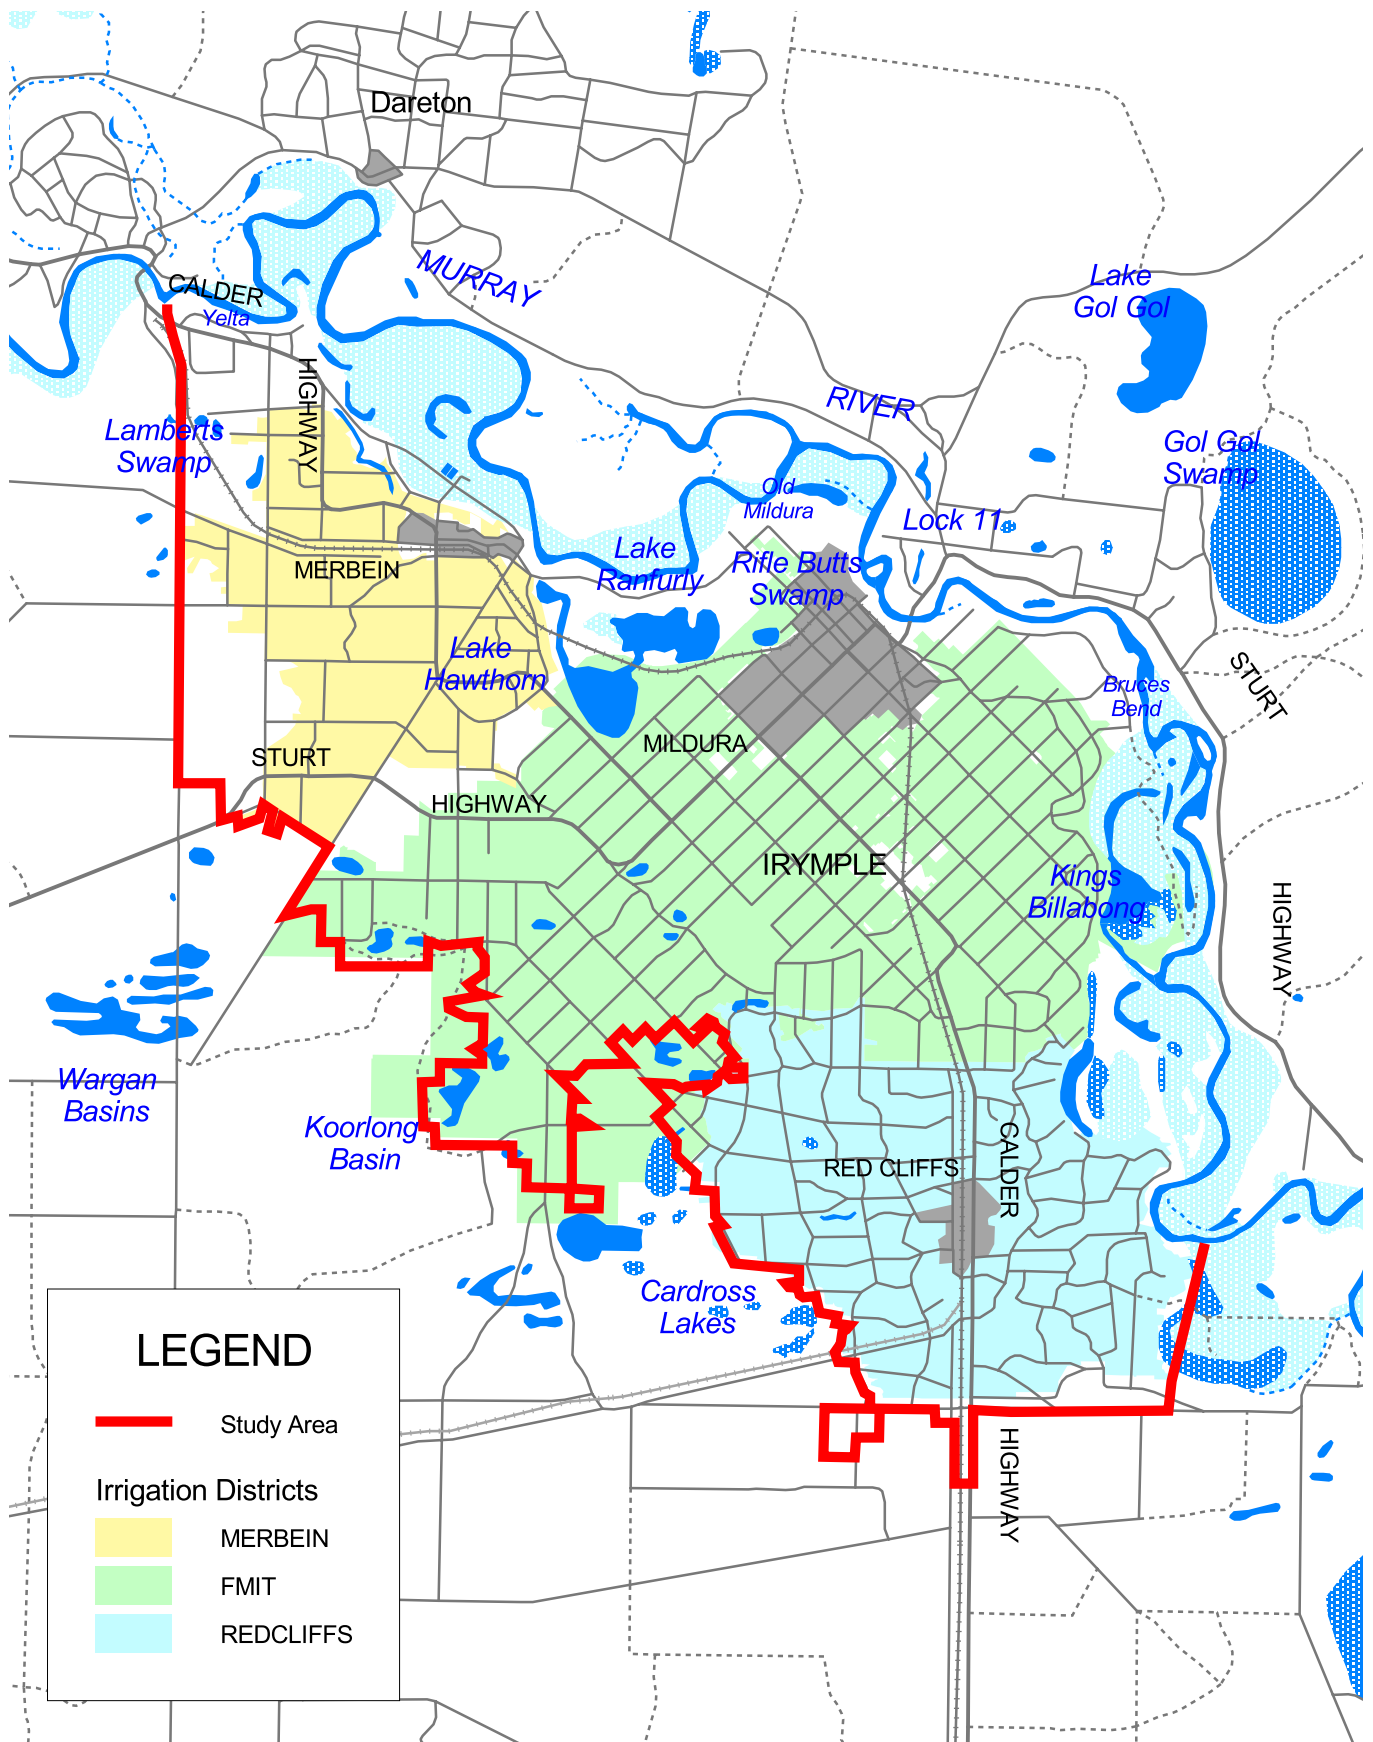 Dareton
MURRAY
Lake
Gol Gol
CALDER
Yelta
HIGHWAY
RIVER
Lamberts
Swamp
Gol Gol
Swamp
Old
Mildura
Lock 11
Lake
Ranfurly
Rifle Butts
Swamp
MERBEIN
Lake
Hawthorn
STURT
Bruces
Bend
MILDURA
STURT
HIGHWAY
IRYMPLE
Kings
Billabong
HIGHWAY
Wargan
Basins
Koorlong
Basin
CALDER
RED CLIFFS
Cardross
Lakes
HIGHWAY
LEGEND
Study Area
Irrigation Districts
MERBEIN
FMIT
REDCLIFFS